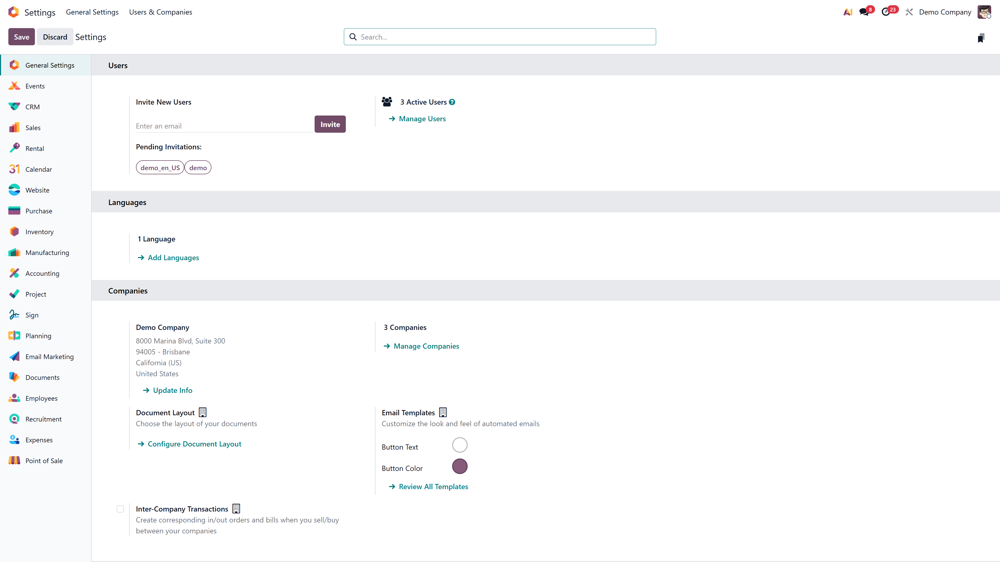 Settings General Settings Users & Companies AI 8 23 Demo Company
Save Discard Settings Search...
General Settings
Events
CRM
Sales
Rental
31 Calendar
Website
Purchase
Inventory
Manufacturing
Accounting
Project
Sign
Planning
Email Marketing
Documents
Employees
Recruitment
Expenses
Point of Sale
Users
Invite New Users
Enter an email Invite
Pending Invitations:
demo_en_US demo
3 Active Users ?
Manage Users
Languages
1 Language
Add Languages
Companies
Demo Company
8000 Marina Blvd, Suite 300
94005 - Brisbane
California (US)
United States
Update Info
3 Companies
Manage Companies
Document Layout
Choose the layout of your documents
Configure Document Layout
Email Templates
Customize the look and feel of automated emails
Button Text
Button Color
Review All Templates
Inter-Company Transactions
Create corresponding in/out orders and bills when you sell/buy
between your companies